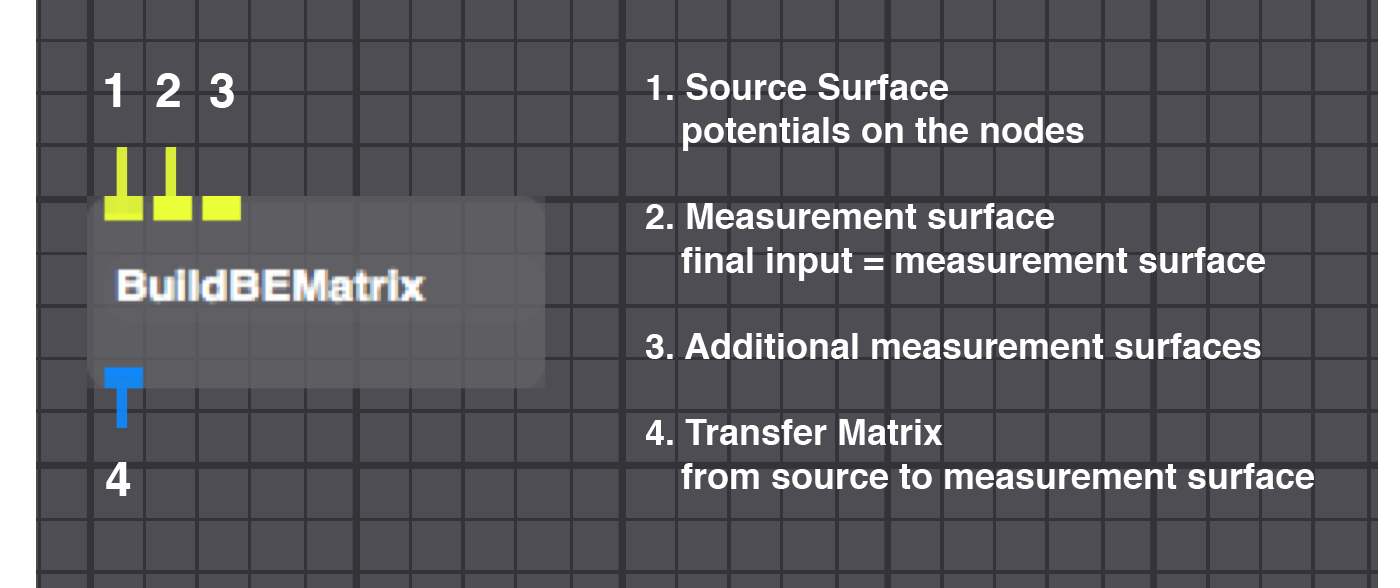 1 2 3
BuildBEMatrix
4
1. Source Surface
potentials on the nodes
2. Measurement surface
final input = measurement surface
3. Additional measurement surfaces
4. Transfer Matrix
from source to measurement surface